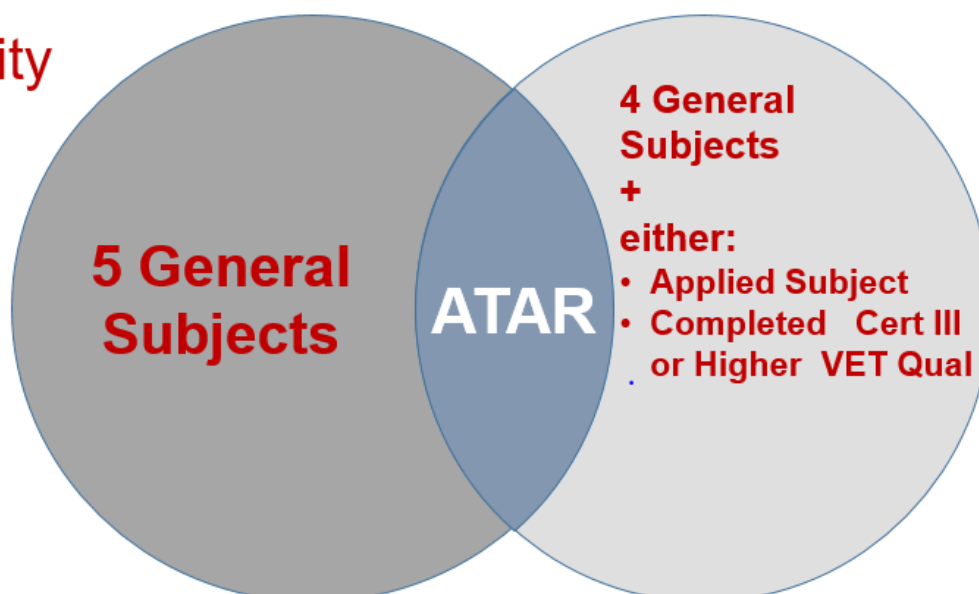 ity
5 General
Subjects
ATAR
4 General
Subjects
+
either:
• Applied Subject
• Completed Cert III
or Higher VET Qual
.